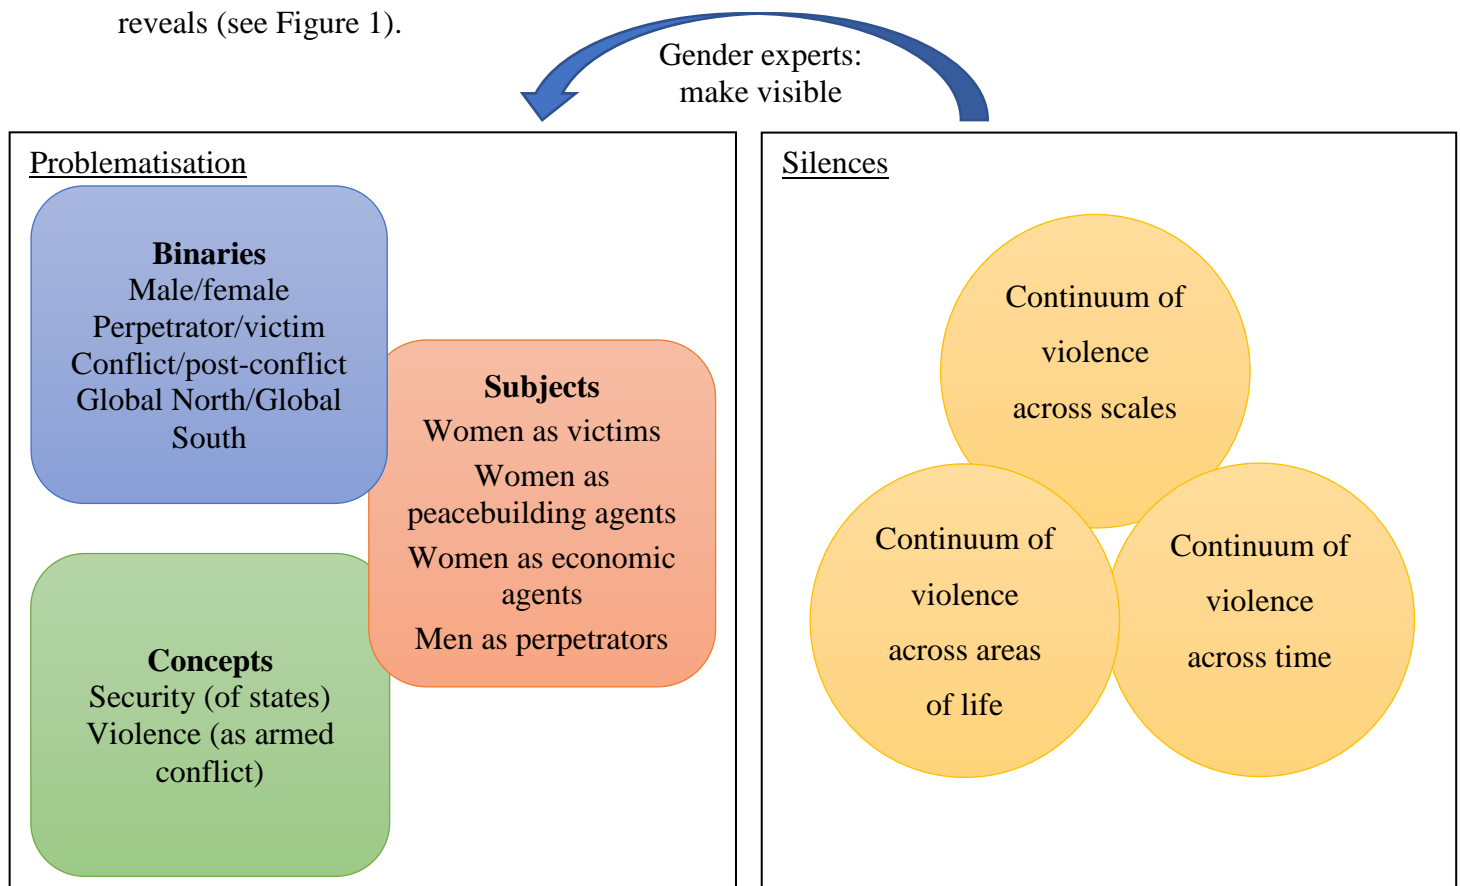 reveals (see Figure 1).
Gender experts:
make visible
Problematisation
Binaries
Male/female
Perpetrator/victim
Conflict/post-conflict
Global North/Global
South
Subjects
Women as victims
Women as
peacebuilding agents
Women as economic
agents
Men as perpetrators
Concepts
Security (of states)
Violence (as armed
conflict)
Silences
Continuum of
violence
across scales
Continuum of
violence
across areas
of life
Continuum of
violence
across time